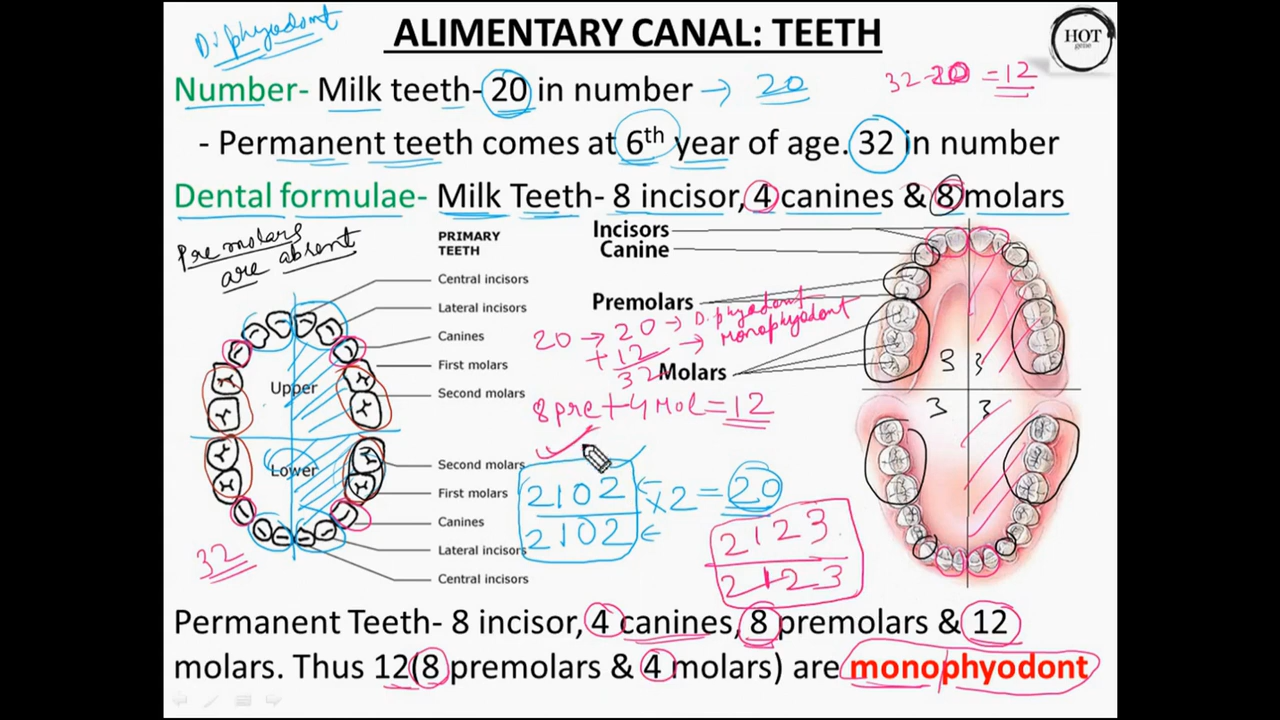 Diphyodont
ALIMENTARY CANAL: TEETH
HOT
gene
Number- Milk teeth- 20 in number → 20
32-20 = 12
- Permanent teeth comes at 6th year of age. 32 in number
Dental formulae- Milk Teeth- 8 incisor, 4 canines & 8 molars
Pre molars
are absent
PRIMARY
TEETH
Central incisors
Lateral incisors
Canines
First molars
Second molars
Upper
Lower
Second molars
First molars
Canines
Lateral incisors
Central incisors
32
Incisors
Canine
Premolars
Molars
20 → 20 → Diphyodont
+ 12 → Monophyodont
32
8 pre + 4 Mol = 12
3 3
3 3
2102
2102
×2 = 20
2123
2123
Permanent Teeth- 8 incisor, 4 canines, 8 premolars & 12
molars. Thus 12(8 premolars & 4 molars) are monophyodont